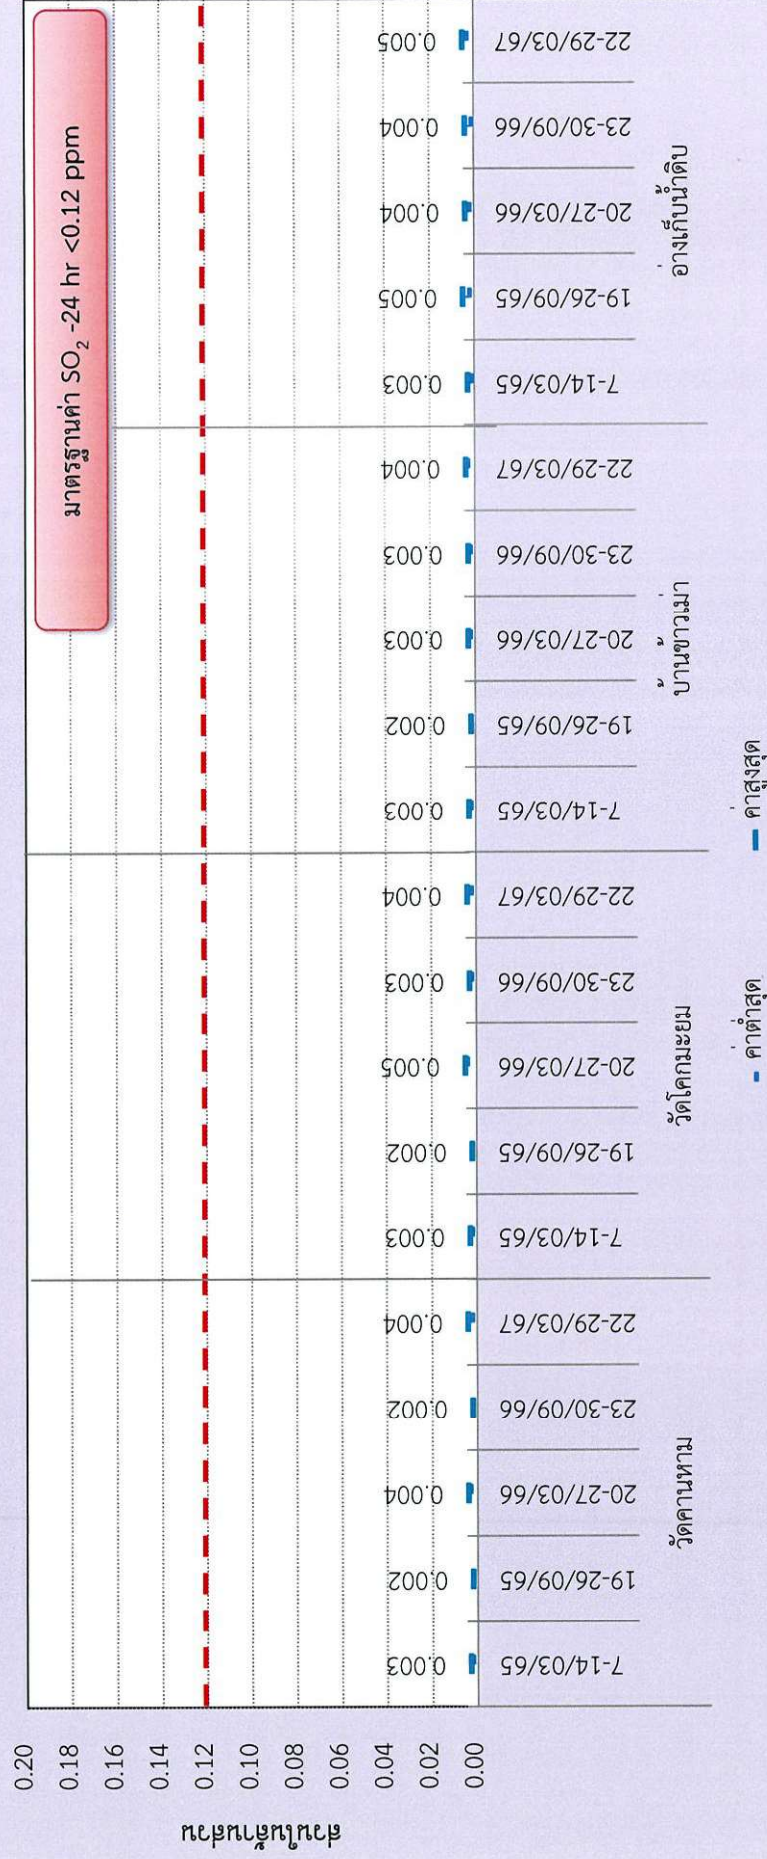 มาตรฐานค่า SO₂ -24 hr <0.12 ppm
ส่วนในล้านส่วน
0.20
0.18
0.16
0.14
0.12
0.10
0.08
0.06
0.04
0.02
0.00
0.003 0.002 0.004 0.002 0.004 0.003 0.002 0.005 0.003 0.004 0.003 0.002 0.003 0.003 0.004 0.003 0.005 0.004 0.004 0.005
7-14/03/65 19-26/09/65 20-27/03/66 23-30/09/66 22-29/03/67 7-14/03/65 19-26/09/65 20-27/03/66 23-30/09/66 22-29/03/67 7-14/03/65 19-26/09/65 20-27/03/66 23-30/09/66 22-29/03/67 7-14/03/65 19-26/09/65 20-27/03/66 23-30/09/66 22-29/03/67
วัดคานหาม วัดโคกมะยม บ้านข้าวเม่า อ่างเก็บน้ำดิบ
ค่าต่ำสุด ค่าสูงสุด